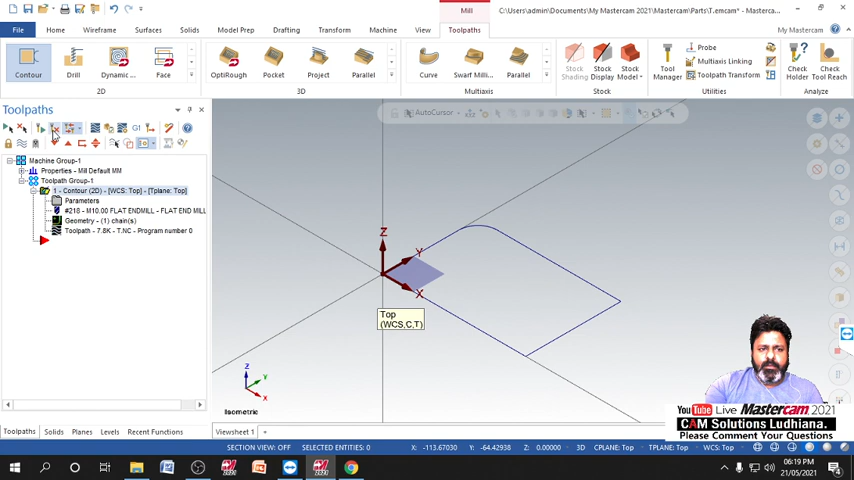 Mill
C:\Users\admin\Documents\My Mastercam 2021\Mastercam\Parts\T.emcam* - Masterca...
File
Home
Wireframe
Surfaces
Solids
Model Prep
Drafting
Transform
Machine
View
Toolpaths
My Mastercam
Contour
Drill
Dynamic ...
Face
OptiRough
Pocket
Project
Parallel
Curve
Swarf Millin...
Parallel
Probe
Multiaxis Linking
Toolpath Transform
Tool Manager
Stock Shading
Stock Display
Stock Model
Check Holder
Check Tool Reach
2D
3D
Multiaxis
Stock
Utilities
Toolpaths
G1
AutoCursor
Machine Group-1
Properties - Mill Default MM
Toolpath Group-1
1 - Contour (2D) - [WCS: Top] - [Tplane: Top]
Parameters
#218 - M10.00 FLAT ENDMILL - FLAT END MILL
Geometry - (1) chain(s)
Toolpath - 7.8K - T.NC - Program number 0
Z
Y
X
Top
(WCS,C,T)
Z
Y
X
Isometric
YouTube Live Mastercam 2021
CAM Solutions Ludhiana.
Please Comment Your Questions
Toolpaths
Solids
Planes
Levels
Recent Functions
Viewsheet 1
SECTION VIEW: OFF
SELECTED ENTITIES: 0
X: -113.67030
Y: -64.42938
Z: 0.00000
3D
CPLANE: TOP
TPLANE: TOP
WCS: TOP
06:19 PM
21/05/2021
4